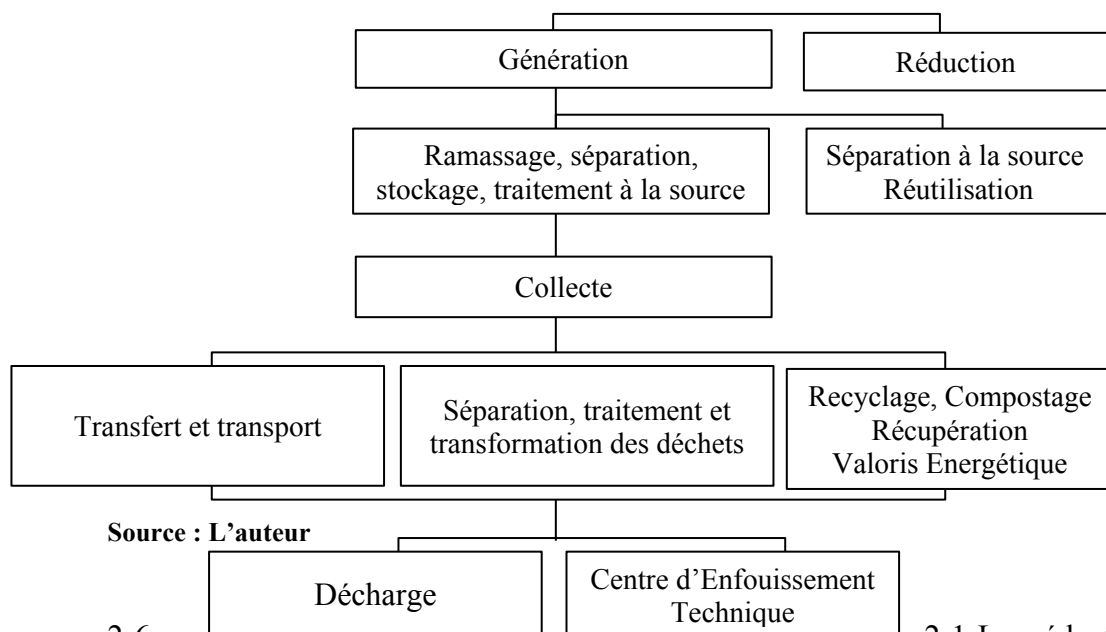 Génération
Réduction
Ramassage, séparation,
stockage, traitement à la source
Séparation à la source
Réutilisation
Collecte
Transfert et transport
Séparation, traitement et
transformation des déchets
Recyclage, Compostage
Récupération
Valoris Energétique
Source : L’auteur
Décharge
Centre d’Enfouissement
Technique